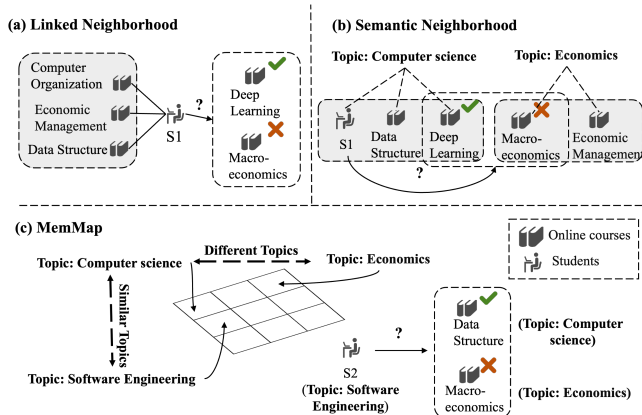 (a) Linked Neighborhood
Computer
Organization
Economic
Management
Data Structure
S1
?
Deep
Learning
Macro-
economics
(b) Semantic Neighborhood
Topic: Computer science
Topic: Economics
S1
Data
Structure
Deep
Learning
Macro-
economics
Economic
Management
?
(c) MemMap
Different Topics
Topic: Computer science
Topic: Economics
Similar Topics
Topic: Software Engineering
S2
(Topic: Software
Engineering)
?
Data
Structure
(Topic: Computer
science)
Macro-
economics
(Topic: Economics)
Online courses
Students